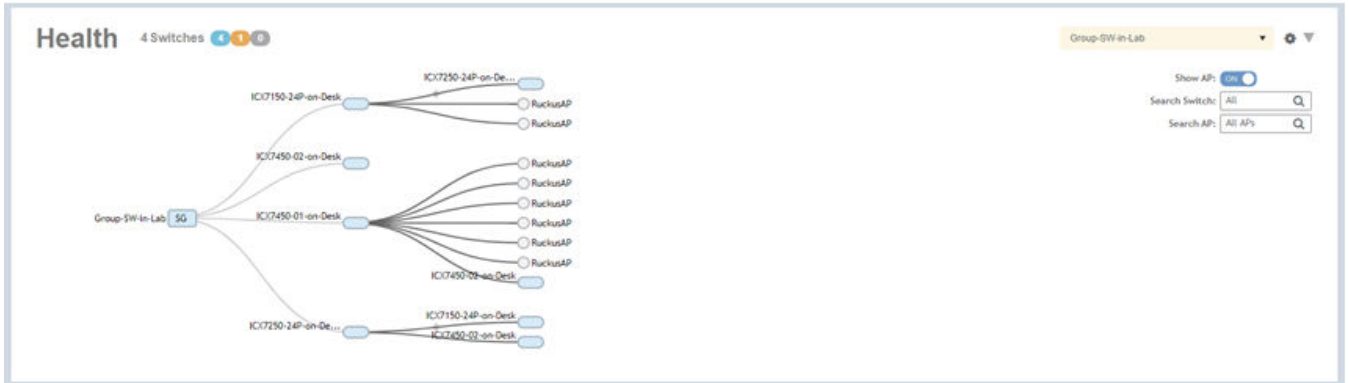 Health 4 Switches 4 1 0
Group-SW-in-Lab
Show AP: ON
Search Switch: All
Search AP: All APs
ICX7250-24P-on-De...
ICX7150-24P-on-Desk
RuckusAP
RuckusAP
ICX7450-02-on-Desk
RuckusAP
RuckusAP
RuckusAP
Group-SW-in-Lab SG
ICX7450-01-on-Desk
RuckusAP
RuckusAP
RuckusAP
ICX7450-02-on-Desk
ICX7150-24P-on-Desk
ICX7250-24P-on-De...
ICX7450-02-on-Desk